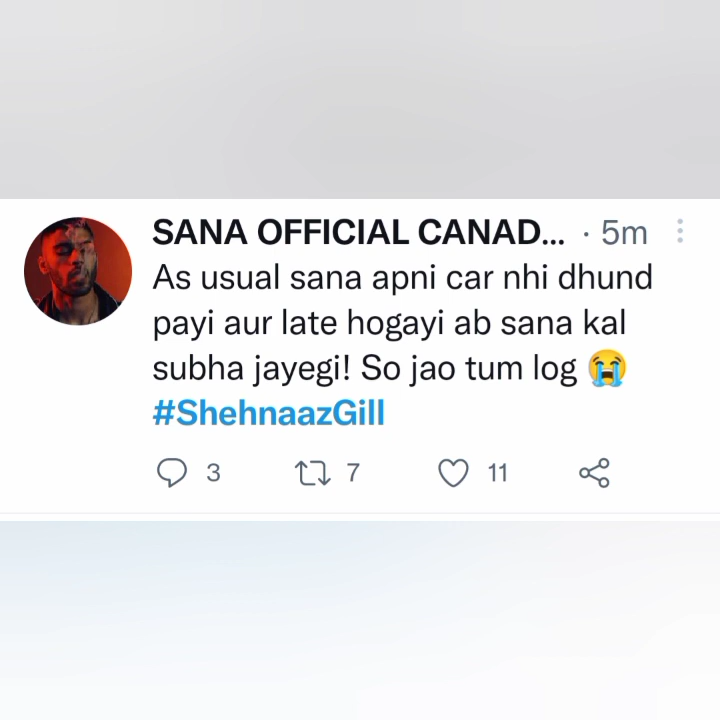 SANA OFFICIAL CANAD... · 5m
As usual sana apni car nhi dhund
payi aur late hogayi ab sana kal
subha jayegi! So jao tum log 😭
#ShehnaazGill
3 7 11